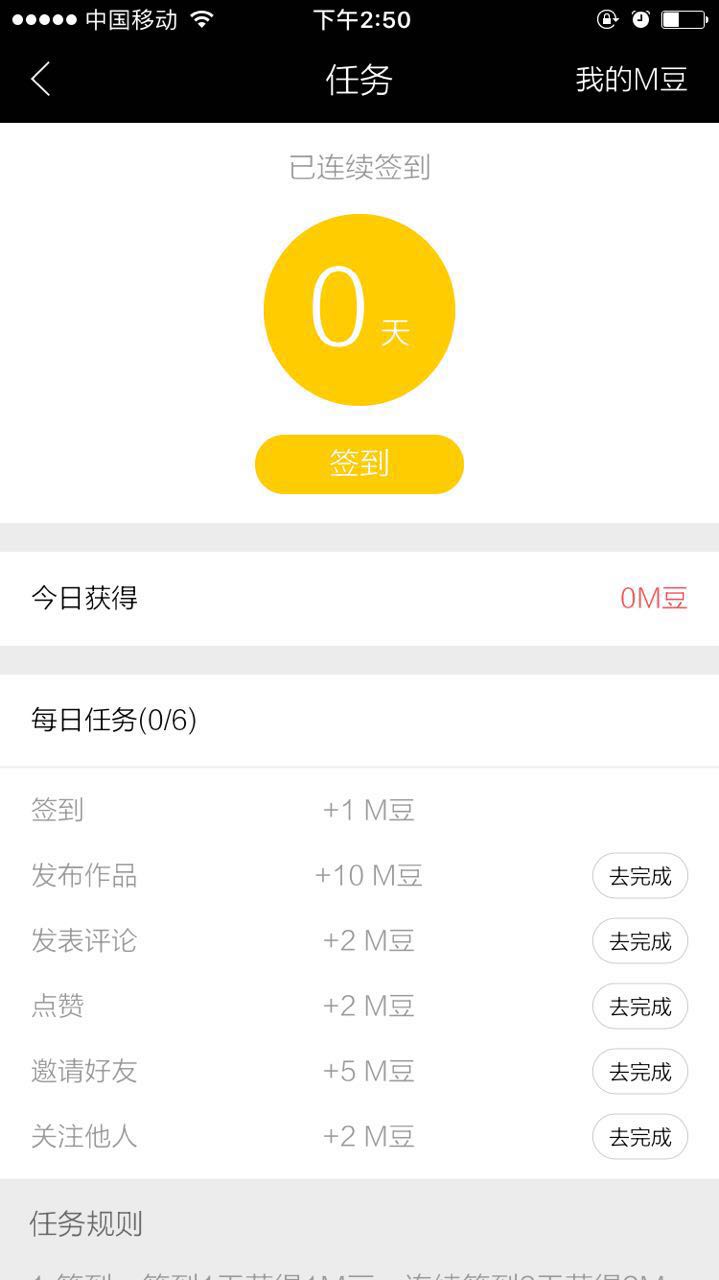 中国移动 下午2:50
任务 我的M豆
已连续签到
0 天
签到
今日获得 0M豆
每日任务(0/6)
签到 +1 M豆
发布作品 +10 M豆 去完成
发表评论 +2 M豆 去完成
点赞 +2 M豆 去完成
邀请好友 +5 M豆 去完成
关注他人 +2 M豆 去完成
任务规则